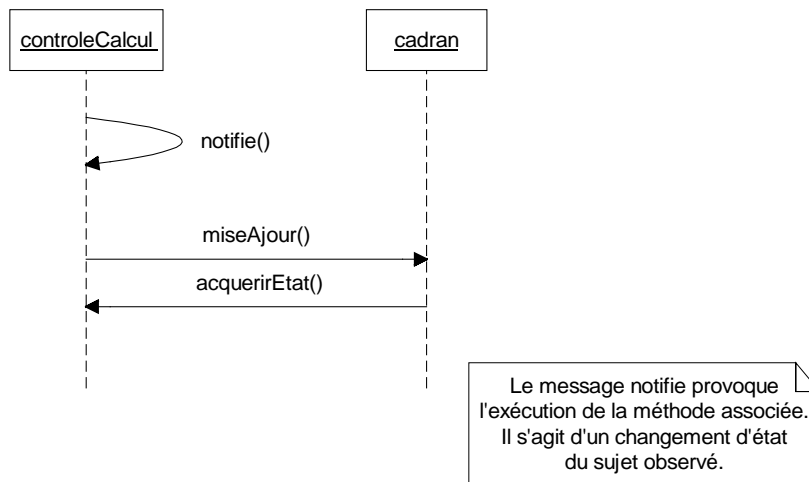 controleCalcul
cadran
notifie()
miseAjour()
acquerirEtat()
Le message notifie provoque
l'exécution de la méthode associée.
Il s'agit d'un changement d'état
du sujet observé.